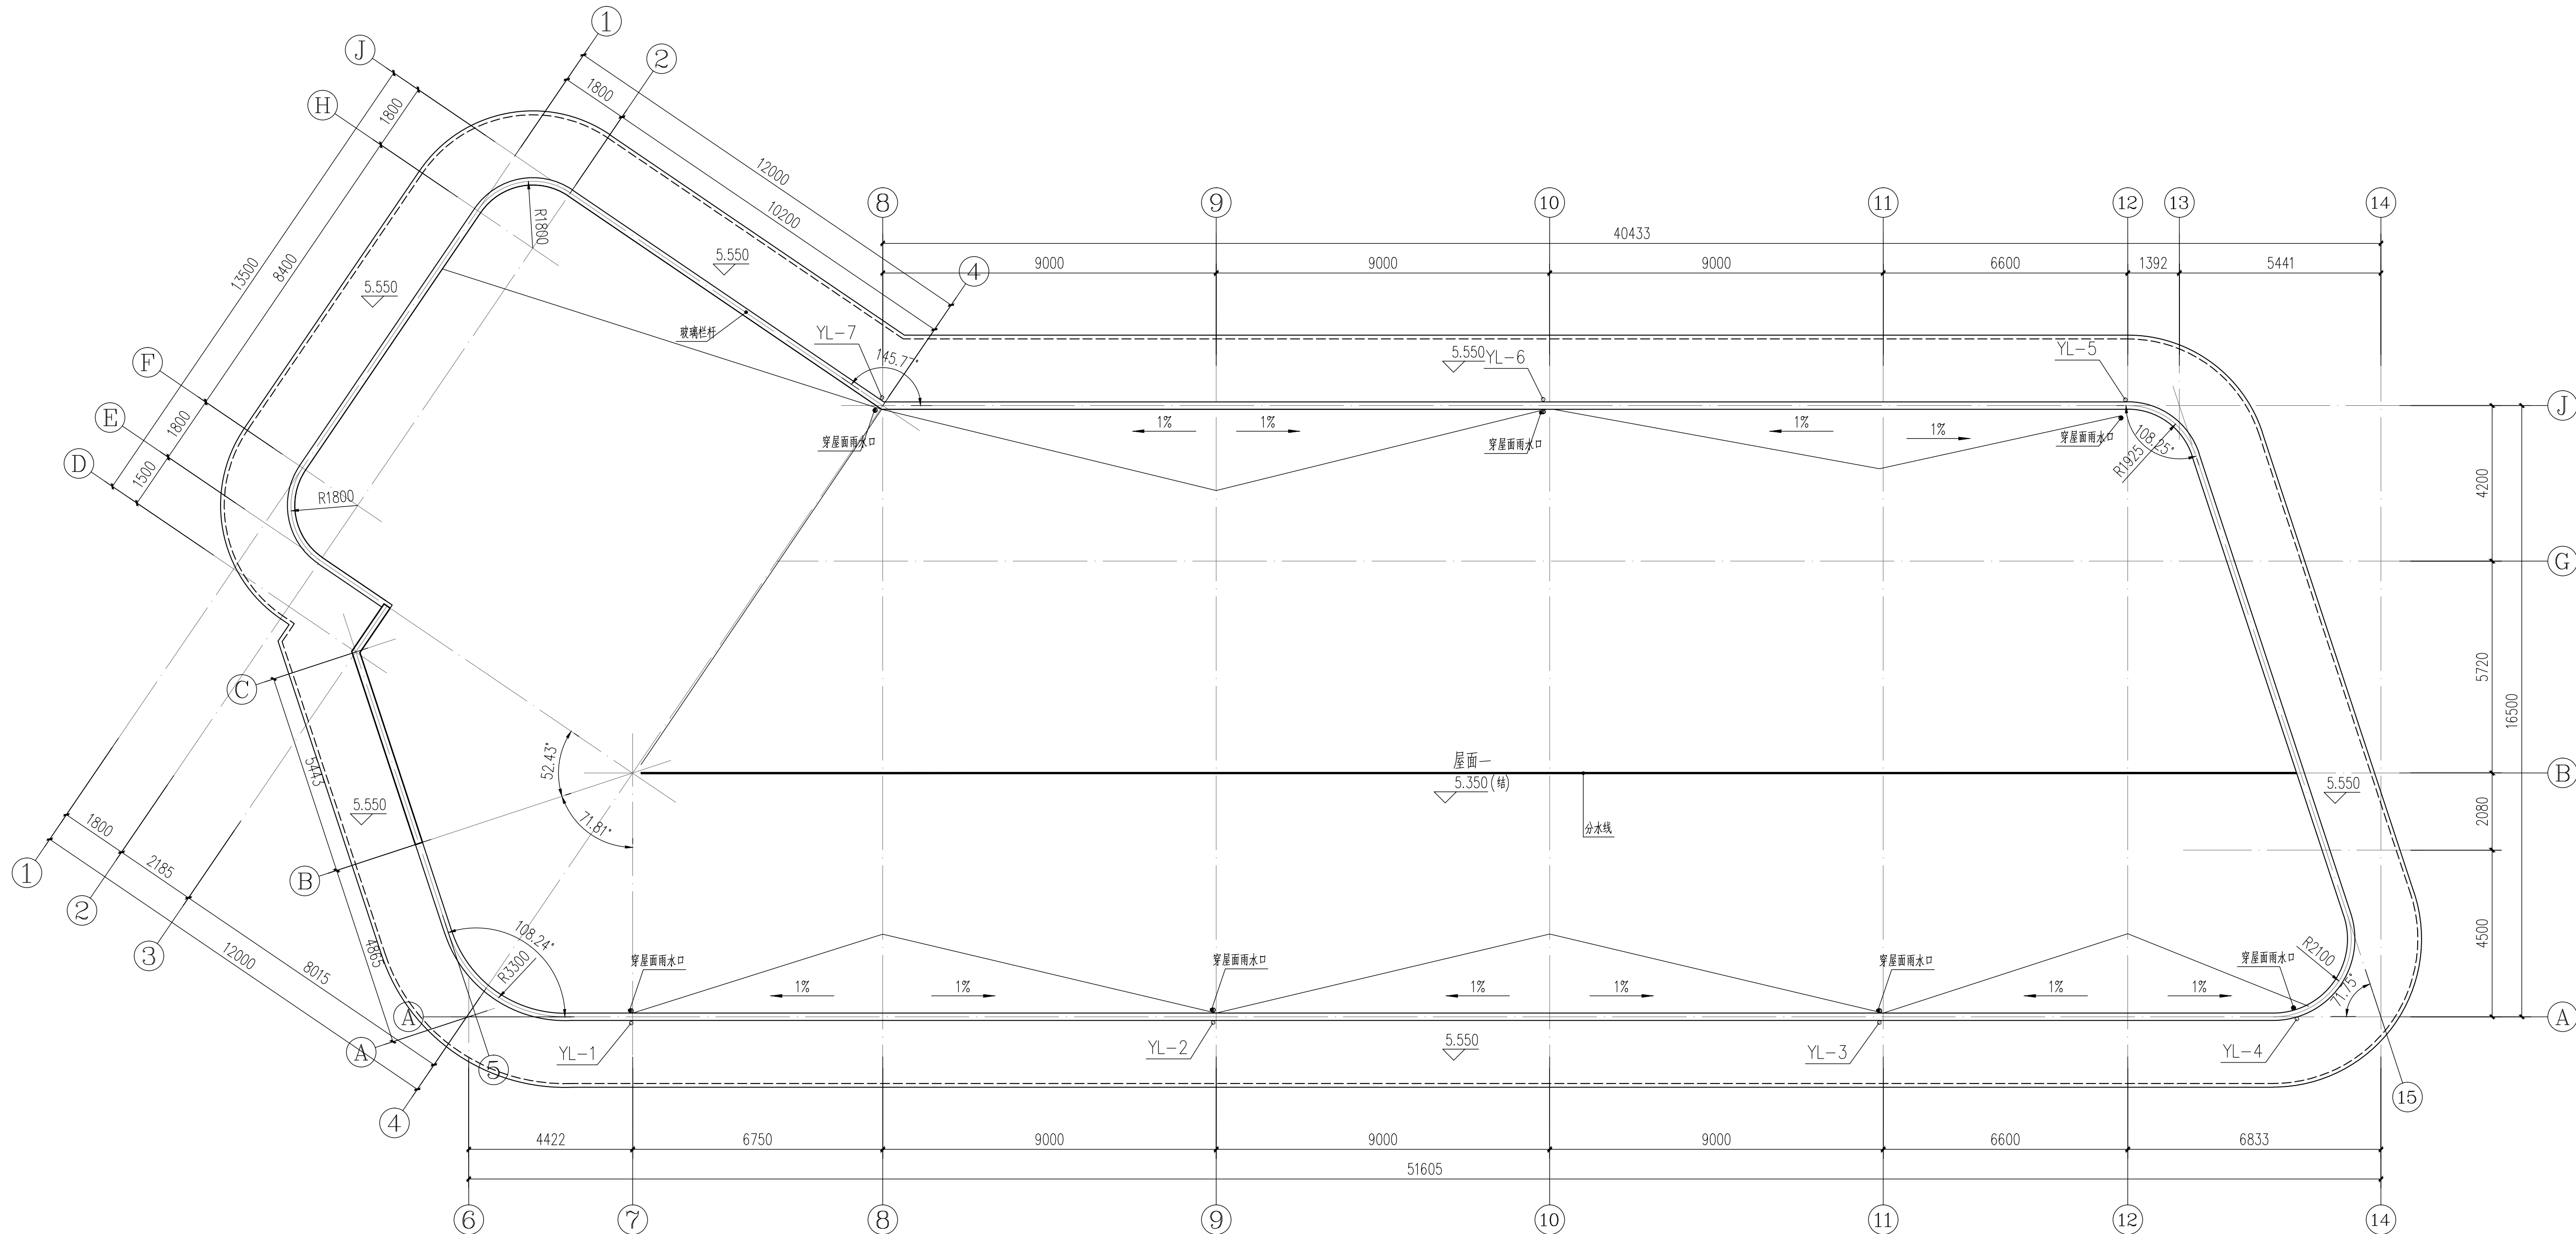 1
J
2
H
1800
1800
12000
10200
13500
8400
R1800
5.550
5.550
8
9
10
11
12
13
14
40433
9000
9000
9000
6600
1392
5441
4
玻璃栏杆
YL-7
145.77°
5.550
YL-6
YL-5
F
E
D
1800
1500
R1800
穿屋面雨水口
1%
1%
穿屋面雨水口
1%
1%
穿屋面雨水口
108.25°
R1925
J
4200
G
5720
16500
C
5443
52.43°
71.81°
屋面一
5.350(结)
分水线
5.550
B
2080
5.550
1800
2185
8015
12000
1
2
3
B
4865
108.24°
R3300
穿屋面雨水口
1%
1%
穿屋面雨水口
1%
1%
穿屋面雨水口
1%
1%
穿屋面雨水口
R2100
71.75°
4500
A
A
A
5
4
YL-1
YL-2
5.550
YL-3
YL-4
15
4422
6750
9000
9000
9000
6600
6833
51605
6
7
8
9
10
11
12
14